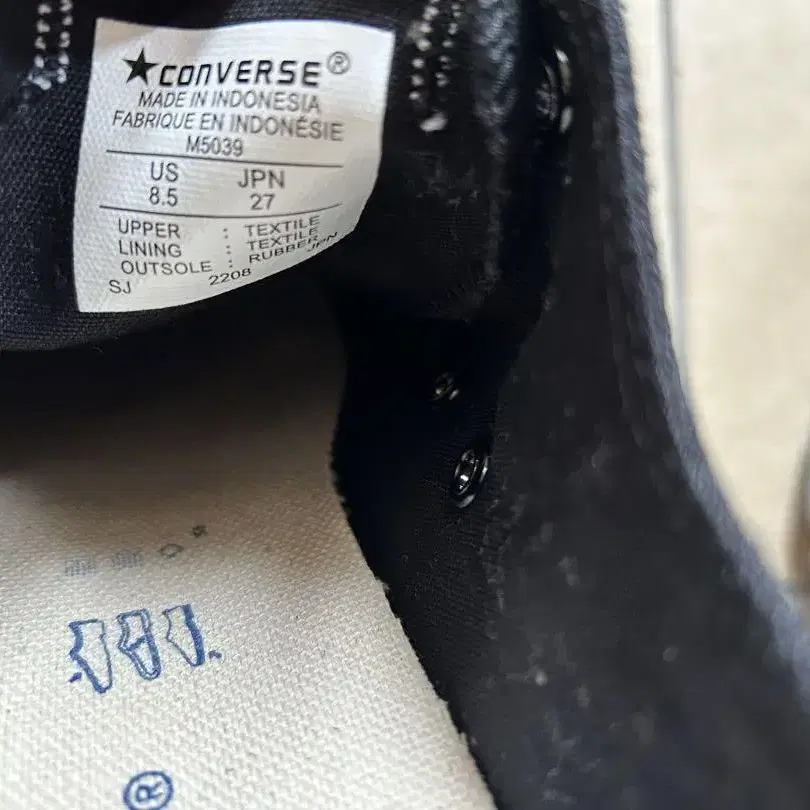 ★CONVERSE®
MADE IN INDONESIA
FABRIQUE EN INDONÉSIE
M5039
US JPN
8.5 27
UPPER : TEXTILE
LINING : TEXTILE
OUTSOLE : RUBBER JPN
SJ 2208
®